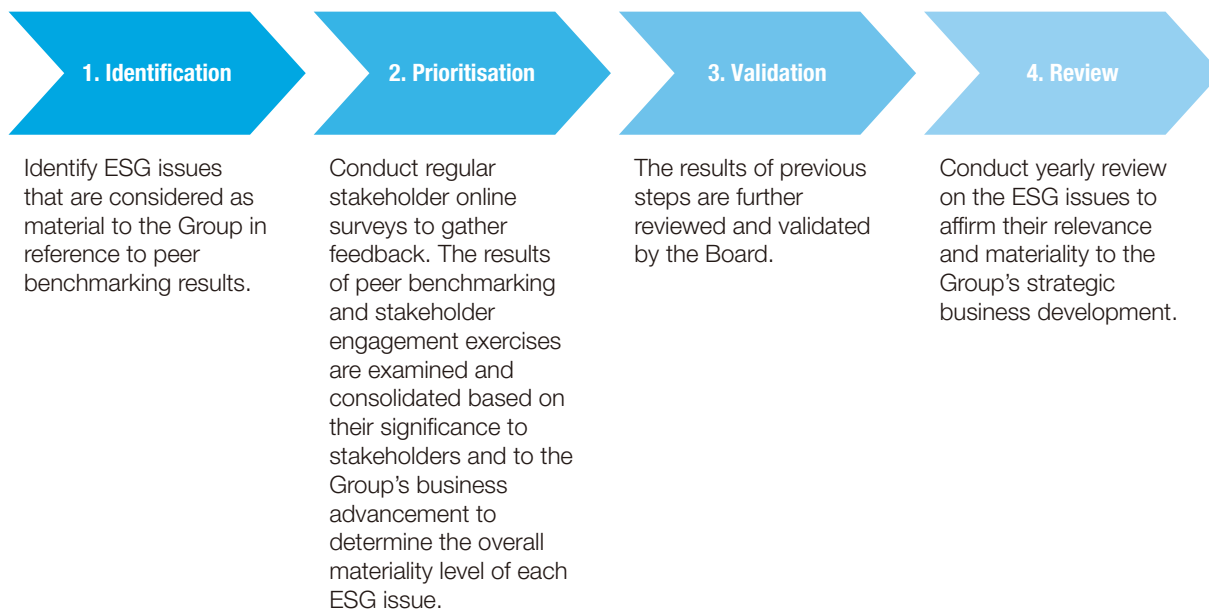 1. Identification
Identify ESG issues
that are considered as
material to the Group in
reference to peer
benchmarking results.
2. Prioritisation
Conduct regular
stakeholder online
surveys to gather
feedback. The results
of peer benchmarking
and stakeholder
engagement exercises
are examined and
consolidated based on
their significance to
stakeholders and to the
Group’s business
advancement to
determine the overall
materiality level of each
ESG issue.
3. Validation
The results of previous
steps are further
reviewed and validated
by the Board.
4. Review
Conduct yearly review
on the ESG issues to
affirm their relevance
and materiality to the
Group’s strategic
business development.